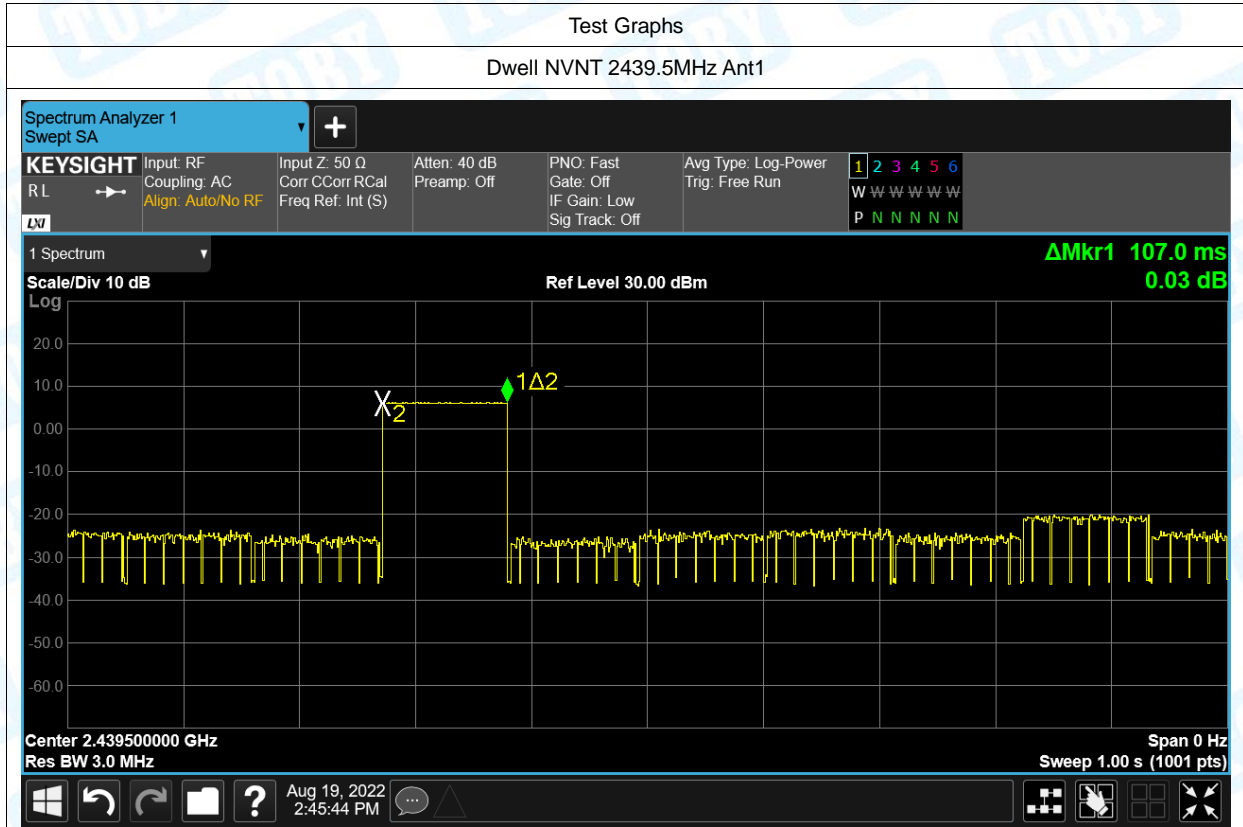 Test Graphs
Dwell NVNT 2439.5MHz Ant1
Spectrum Analyzer 1
Swept SA
KEYSIGHT
RL
LXI
Input: RF
Coupling: AC
Align: Auto/No RF
Input Z: 50 Ω
Corr CCorr RCal
Freq Ref: Int (S)
Atten: 40 dB
Preamp: Off
PNO: Fast
Gate: Off
IF Gain: Low
Sig Track: Off
Avg Type: Log-Power
Trig: Free Run
1 2 3 4 5 6
W W W W W W
P N N N N N
1 Spectrum
ΔMkr1 107.0 ms
0.03 dB
Scale/Div 10 dB
Ref Level 30.00 dBm
Log
20.0
10.0
0.00
-10.0
-20.0
-30.0
-40.0
-50.0
-60.0
1Δ2
X2
Center 2.439500000 GHz
Span 0 Hz
Res BW 3.0 MHz
Sweep 1.00 s (1001 pts)
?
Aug 19, 2022
2:45:44 PM
TOBY